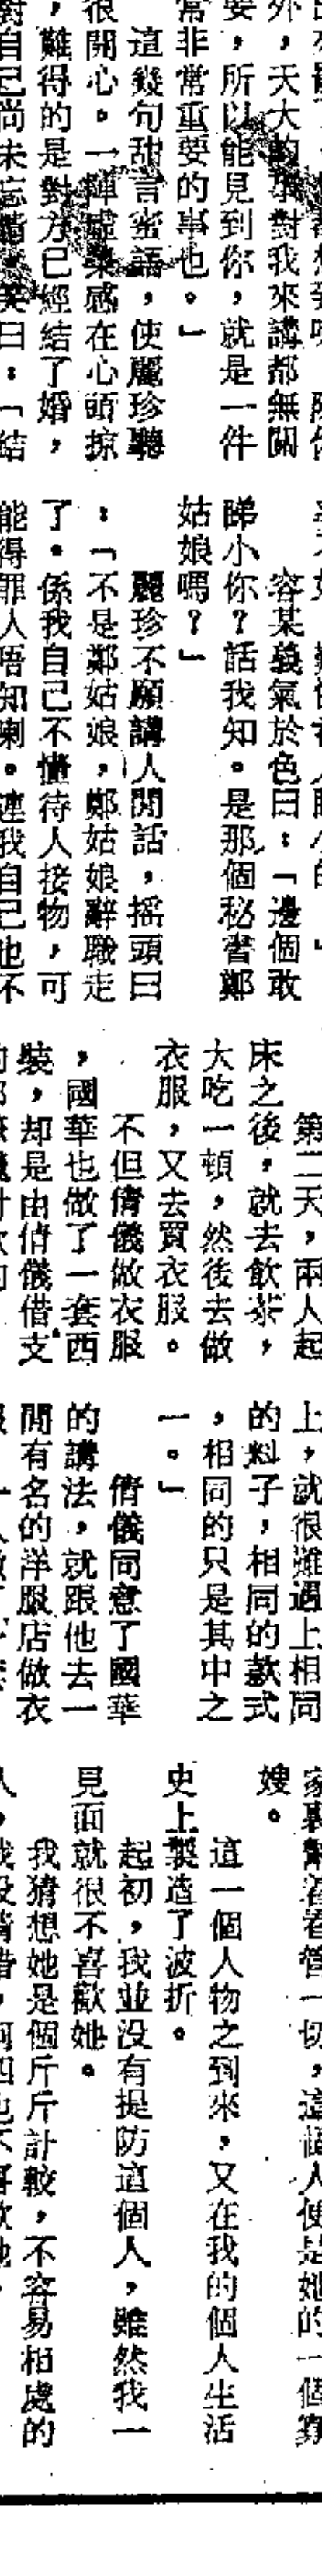 外，天大的事對我來講都無關
要，所以能見到你，就是一件
常非常重要的事也。」
這幾句甜言蜜語，使麗珍聽
很開心。一陣虛榮感在心頭掠
，難得的是對方已經結了婚，
對自己尚未忘情。笑曰：「結
容某義氣於色曰：「邊個敢
睇小你？話我知。是那個秘書鄭
姑娘嗎？」
麗珍不願講人閒話，搖頭曰
：「不是鄭姑娘，鄭姑娘辭職走
了。係我自己不懂待人接物，可
能得罪人唔知喇。連我自己也不
第二天，兩人起
床之後，就去飲茶，
大吃一頓，然後去做
衣服，又去買衣服。
不但倩儀做衣服
，國華也做了一套西
裝，却是由倩儀借支
上，就很難遇上相同
的料子，相同的款式
，相同的只是其中之
一。」
倩儀同意了國華
的講法，就跟他去一
間有名的洋服店做衣
家裏幫着看管一切，這個人便是她的一個寡
嫂。
這一個人物之到來，又在我的個人生活
史上製造了波折。
起初，我並没有提防這個人，雖然我一
見面就很不喜歡她。
我猜想她是個斤斤計較，不容易相處的